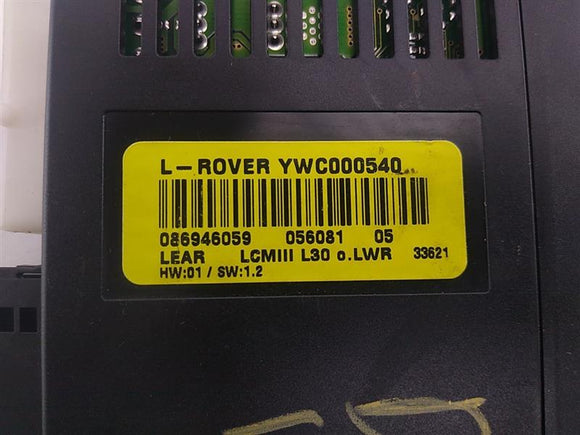 L-ROVER YWC000540
086946059 056081 05
LEAR LCMIII L30 o.LWR 33621
HW:01 / SW:1.2